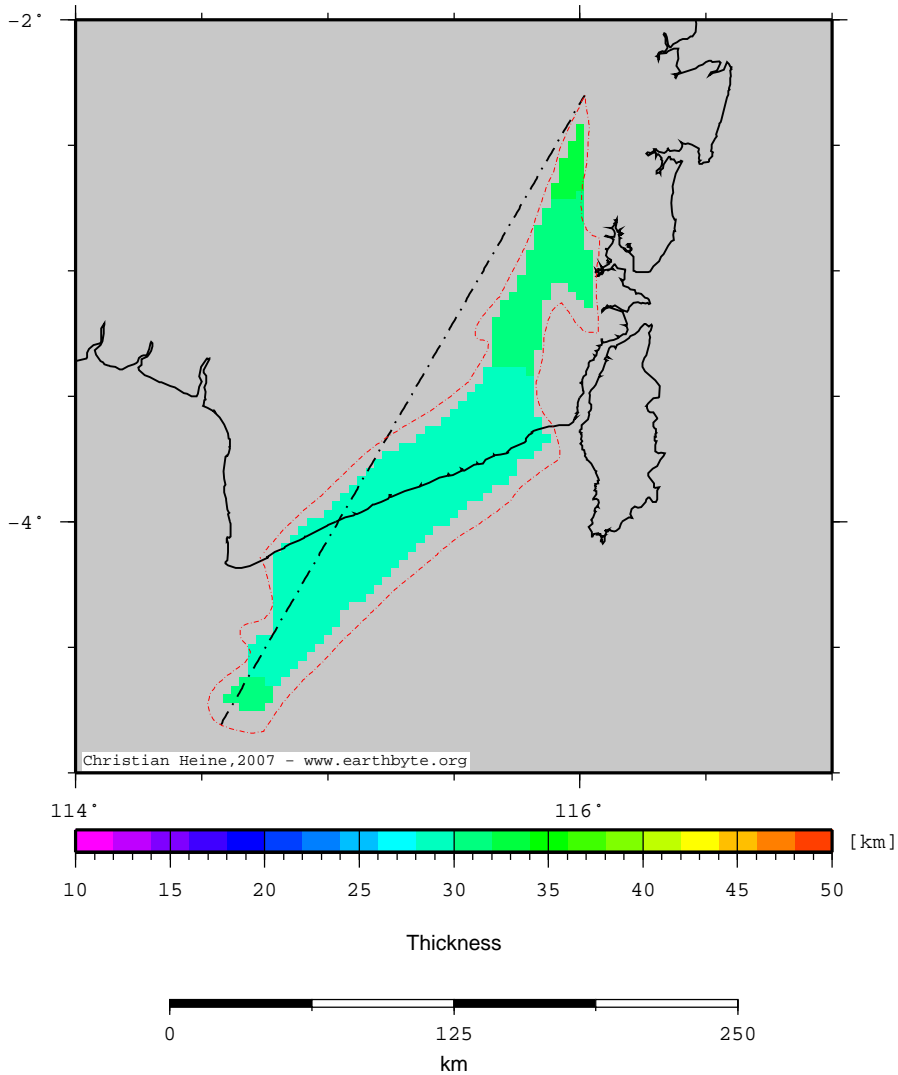 -2°
-4°
Christian Heine,2007 - www.earthbyte.org
114° 116°
[km]
10 15 20 25 30 35 40 45 50
Thickness
0 125 250
km